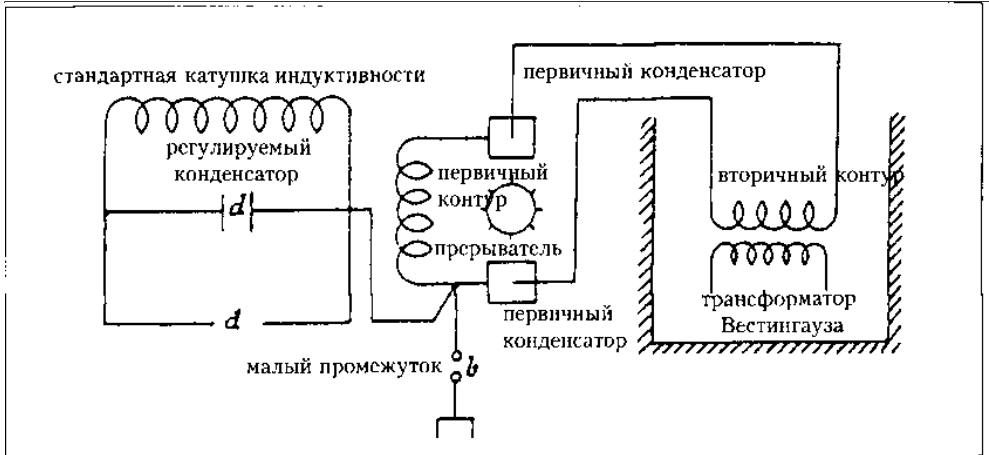 стандартная катушка индуктивности
регулируемый
конденсатор
d
d
первичный конденсатор
первичный
контур
прерыватель
первичный
конденсатор
малый промежуток
b
вторичный контур
трансформатор
Вестингауза